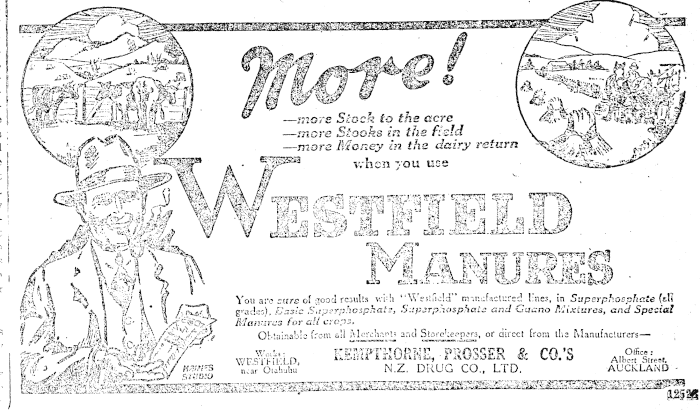 More!
—more Stock to the acre
—more Stooks in the field
—more Money in the dairy return
when you use
WESTFIELD
MANURES
You are sure of good results with "Westfield" manufactured lines, in Superphosphate (all
grades), Basic Superphosphate, Superphosphate and Guano Mixtures, and Special
Manures for all crops.
Obtainable from all Merchants and Storekeepers, or direct from the Manufacturers—
Works:
WESTFIELD,
near Otahuhu
KEMPTHORNE, PROSSER & CO.'S
N.Z. DRUG CO., LTD.
Office:
Albert Street,
AUCKLAND
HAINES
STUDIO